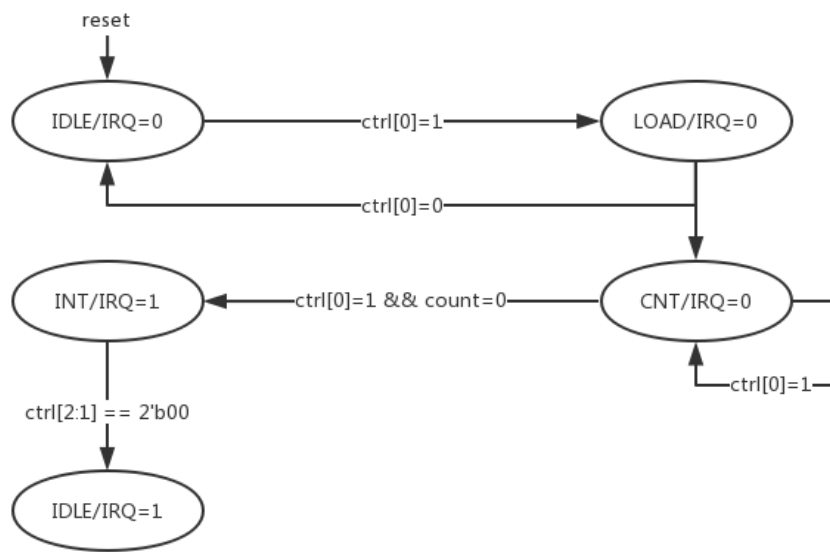 reset
IDLE/IRQ=0
ctrl[0]=1
LOAD/IRQ=0
ctrl[0]=0
INT/IRQ=1
ctrl[0]=1 && count=0
CNT/IRQ=0
ctrl[0]=1
ctrl[2:1] == 2'b00
IDLE/IRQ=1